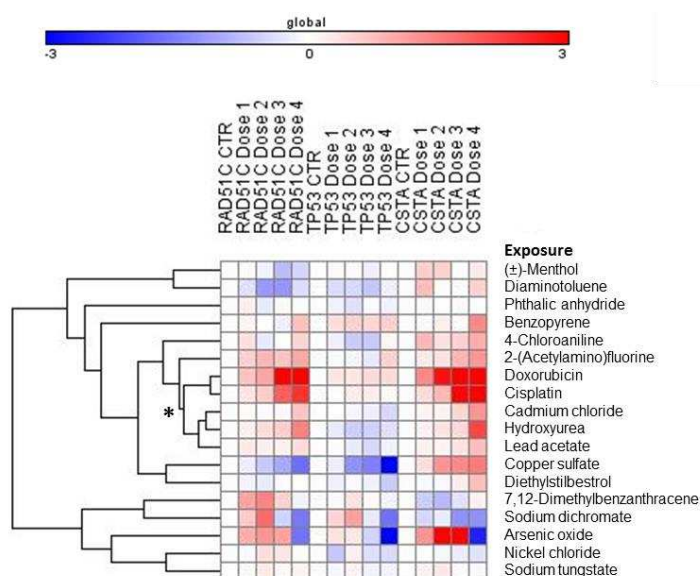 global
-3 0 3
RAD51C CTR
RAD51C Dose 1
RAD51C Dose 2
RAD51C Dose 3
RAD51C Dose 4
TP53 CTR
TP53 Dose 1
TP53 Dose 2
TP53 Dose 3
TP53 Dose 4
CSTA CTR
CSTA Dose 1
CSTA Dose 2
CSTA Dose 3
CSTA Dose 4
Exposure
(±)-Menthol
Diaminotoluene
Phthalic anhydride
Benzopyrene
4-Chloroaniline
2-(Acetylamino)fluorine
Doxorubicin
Cisplatin
*
Cadmium chloride
Hydroxyurea
Lead acetate
Copper sulfate
Diethylstilbestrol
7,12-Dimethylbenzanthracene
Sodium dichromate
Arsenic oxide
Nickel chloride
Sodium tungstate